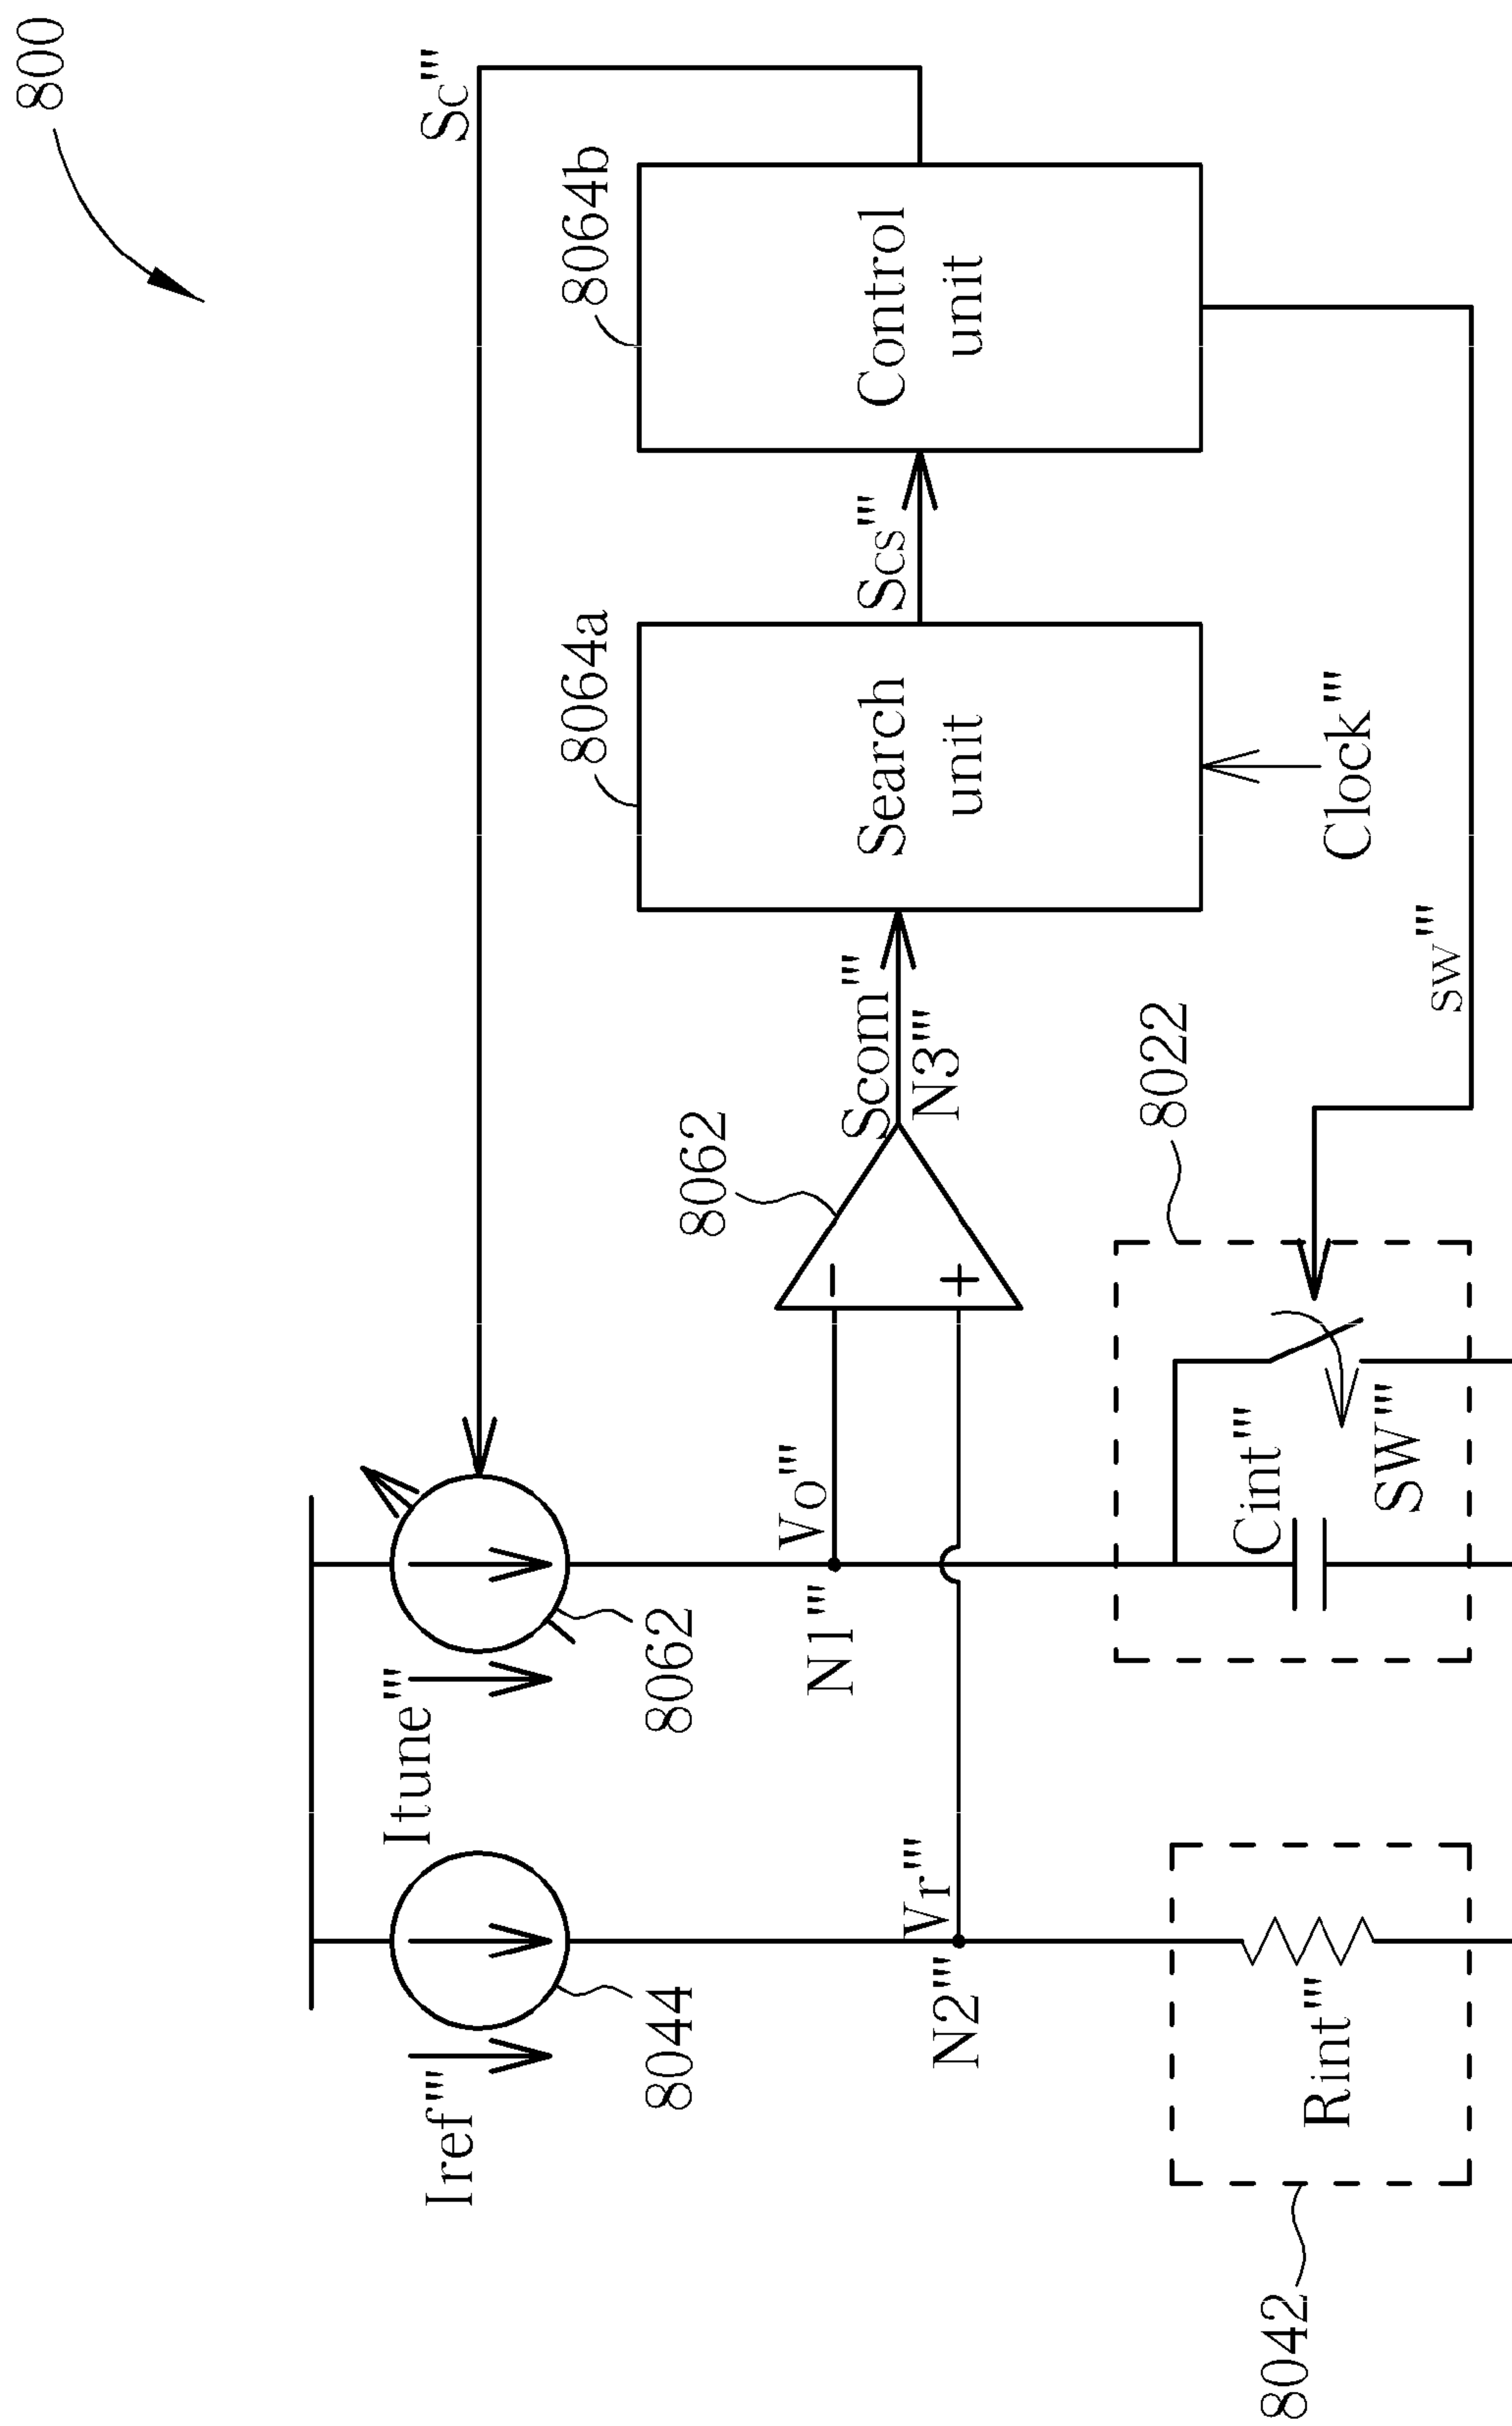 800
Itune'''
Sc'''
Iref''''
8044
8062
8062
8064a
8064b
Vo'''
N1'''
Scom'''
N3'''
Search
unit
Scs'''
Control
unit
Vr'''
N2'''
8022
8042
Rint'''
Cint'''
SW'''
Clock'''
sw'''